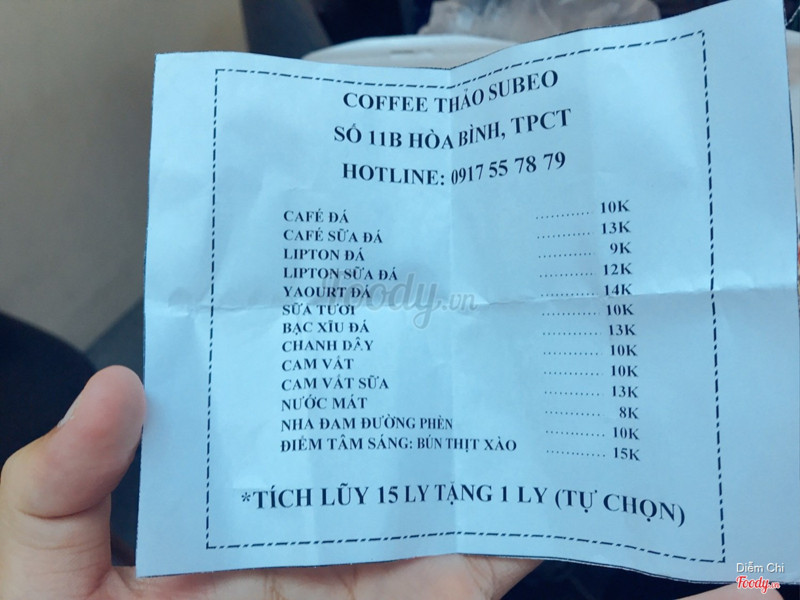 COFFEE THẢO SUBEO
SỐ 11B HÒA BÌNH, TPCT
HOTLINE: 0917 55 78 79
CAFÉ ĐÁ ............ 10K
CAFÉ SỮA ĐÁ ............ 13K
LIPTON ĐÁ ............ 9K
LIPTON SỮA ĐÁ ............ 12K
YAOURT ĐÁ ............ 14K
SỮA TƯƠI ............ 10K
BẠC XĨU ĐÁ ............ 13K
CHANH DÂY ............ 10K
CAM VẮT ............ 10K
CAM VẮT SỮA ............ 13K
NƯỚC MÁT ............ 8K
NHA ĐAM ĐƯỜNG PHÈN ............ 10K
ĐIỂM TÂM SÁNG: BÚN THỊT XÀO ............ 15K
*TÍCH LŨY 15 LY TẶNG 1 LY (TỰ CHỌN)
Foody.vn
Diễm Chi
Foody.vn